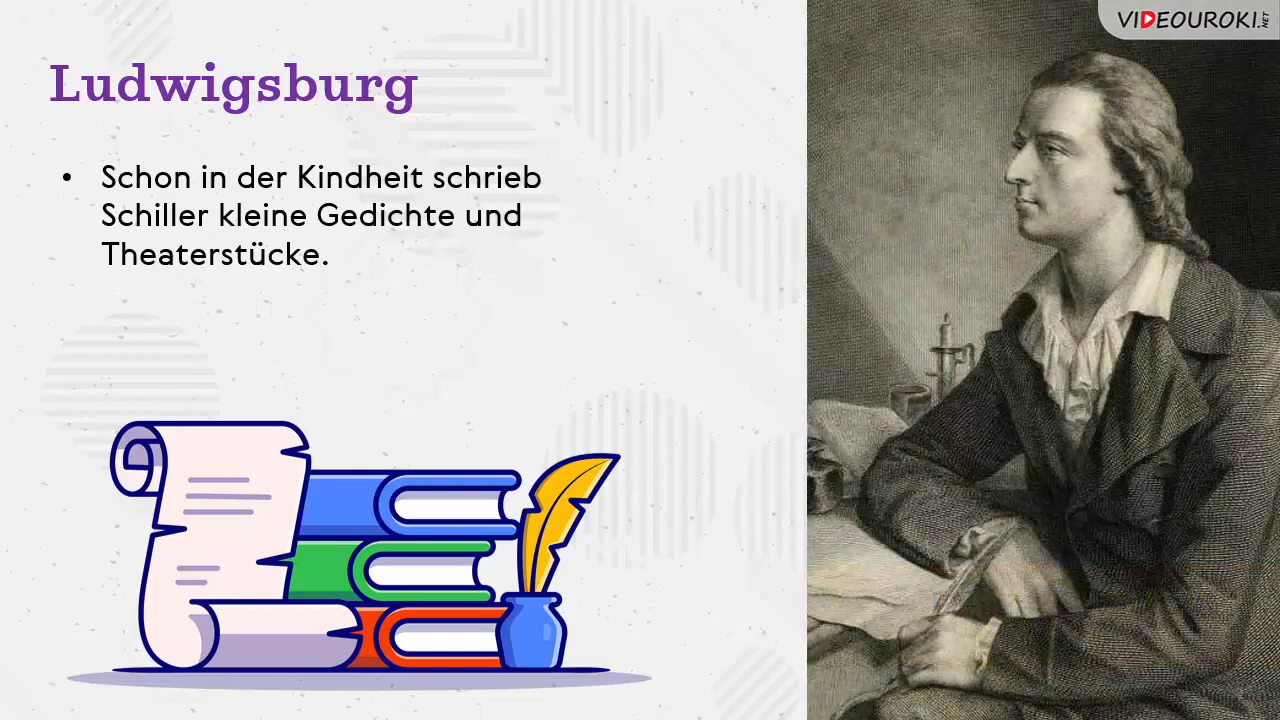 VIDEOUROKI.NET
Ludwigsburg
• Schon in der Kindheit schrieb
Schiller kleine Gedichte und
Theaterstücke.